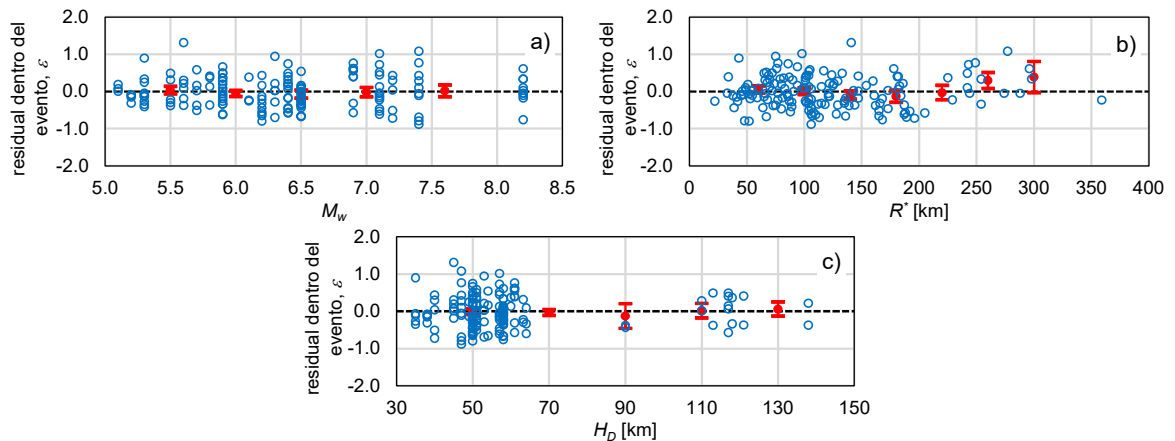 residual dentro del
evento, ε
2.0
1.0
0.0
-1.0
-2.0
a)
5.0 5.5 6.0 6.5 7.0 7.5 8.0 8.5
M_w
residual dentro del
evento, ε
2.0
1.0
0.0
-1.0
-2.0
b)
0 50 100 150 200 250 300 350 400
R* [km]
residual dentro del
evento, ε
2.0
1.0
0.0
-1.0
-2.0
c)
30 50 70 90 110 130 150
H_D [km]